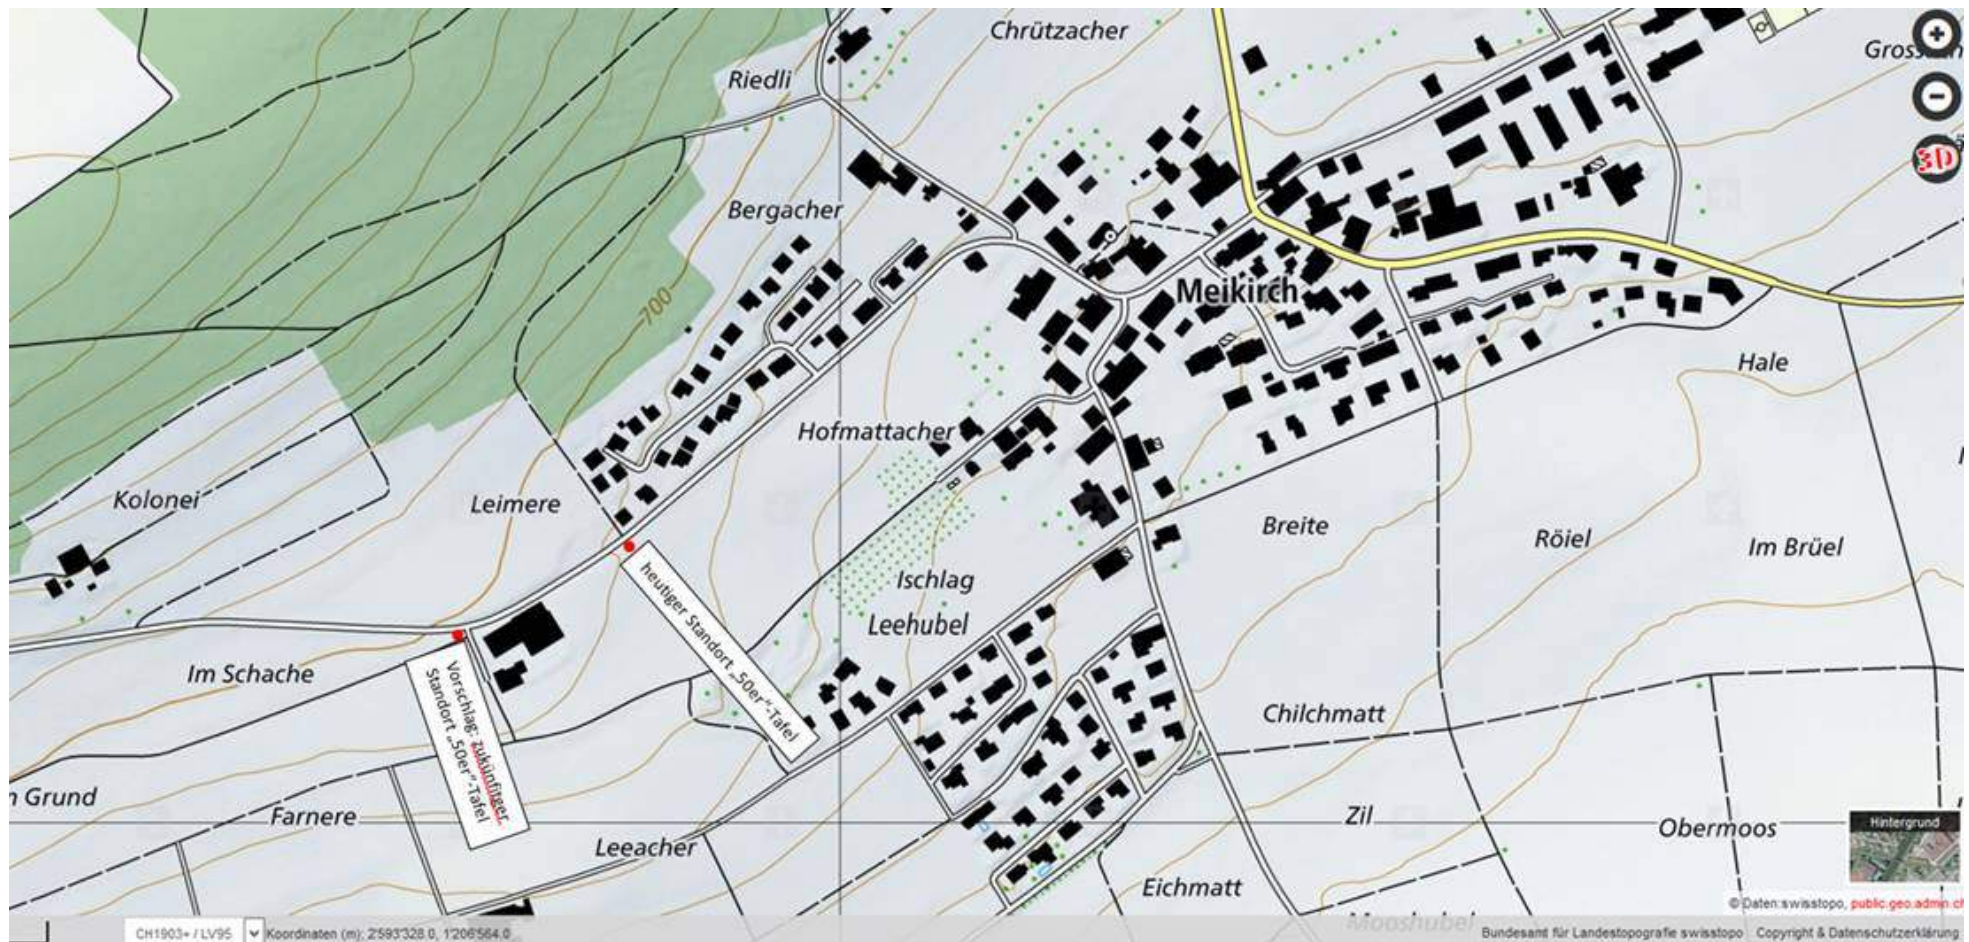 Chrützacher
Riedli
Bergacher
700
Meikirch
3D
Hale
Hofmattacher
Kolonei
Leimere
Breite
Röiel
Im Brüel
Ischlag
Leehubel
heutiger Standort „50er“-Tafel
Im Schache
Vorschlag: zukünftiger
Standort „50er“-Tafel
Chilchmatt
Grund
Farnere
Zil
Obermoos
Hintergrund
Leeacher
Eichmatt
© Daten:swisstopo, public.geo.admin.ch
Mooshubel
CH1903+ / LV95
Koordinaten (m): 2'593'328.0, 1'206'564.0
Bundesamt für Landestopografie swisstopo
Copyright & Datenschutzerklärung